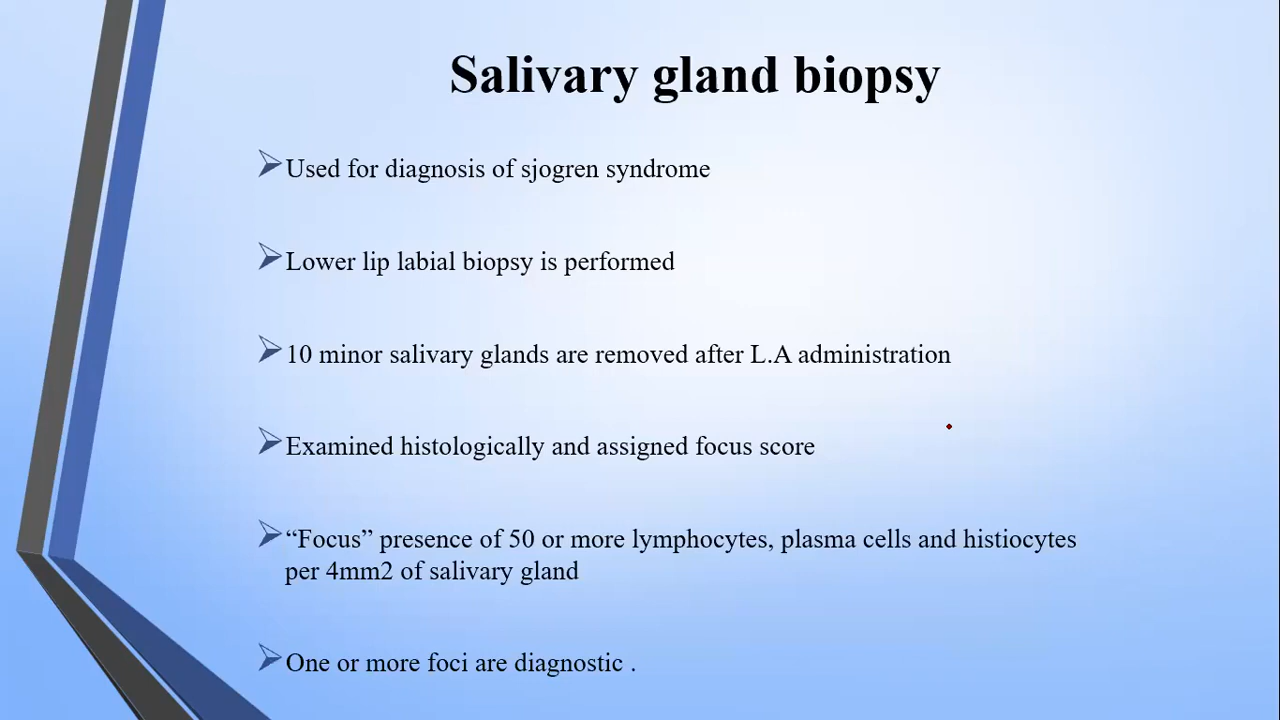 Salivary gland biopsy
Used for diagnosis of sjogren syndrome
Lower lip labial biopsy is performed
10 minor salivary glands are removed after L.A administration
Examined histologically and assigned focus score
“Focus” presence of 50 or more lymphocytes, plasma cells and histiocytes
per 4mm2 of salivary gland
One or more foci are diagnostic .